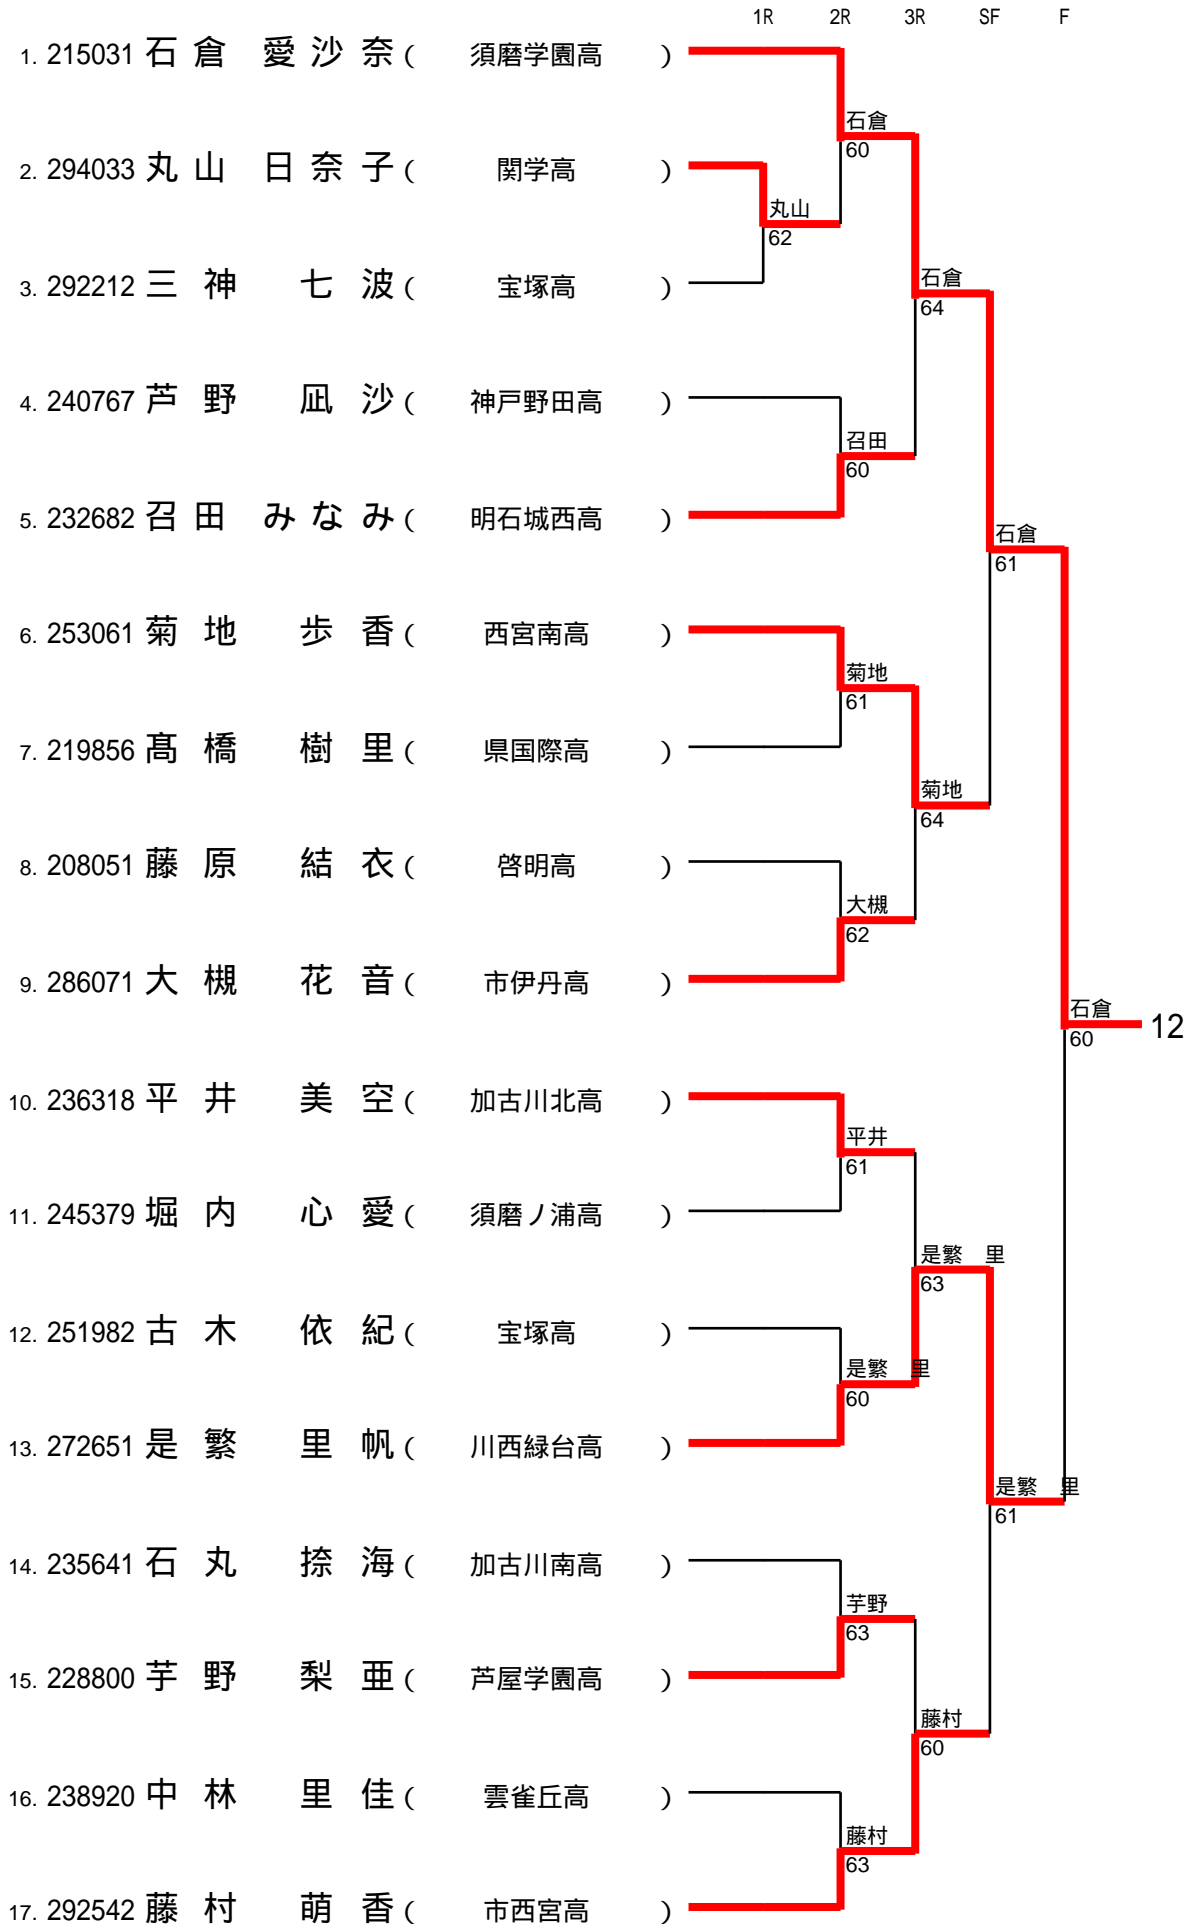 1R 2R 3R SF F
1. 215031 石倉 愛沙奈 ( 須磨学園高 )
石倉
60
2. 294033 丸山 日奈子 ( 関学高 )
丸山
62
3. 292212 三神 七波 ( 宝塚高 )
石倉
64
4. 240767 芦野 凪沙 ( 神戸野田高 )
召田
60
5. 232682 召田 みなみ ( 明石城西高 )
石倉
61
6. 253061 菊地 歩香 ( 西宮南高 )
菊地
61
7. 219856 髙橋 樹里 ( 県国際高 )
菊地
64
8. 208051 藤原 結衣 ( 啓明高 )
大槻
62
9. 286071 大槻 花音 ( 市伊丹高 )
石倉
60 12
10. 236318 平井 美空 ( 加古川北高 )
平井
61
11. 245379 堀内 心愛 ( 須磨ノ浦高 )
是繁 里
63
12. 251982 古木 依紀 ( 宝塚高 )
是繁 里
60
13. 272651 是繁 里帆 ( 川西緑台高 )
是繁 里
61
14. 235641 石丸 捺海 ( 加古川南高 )
芋野
63
15. 228800 芋野 梨亜 ( 芦屋学園高 )
藤村
60
16. 238920 中林 里佳 ( 雲雀丘高 )
藤村
63
17. 292542 藤村 萌香 ( 市西宮高 )